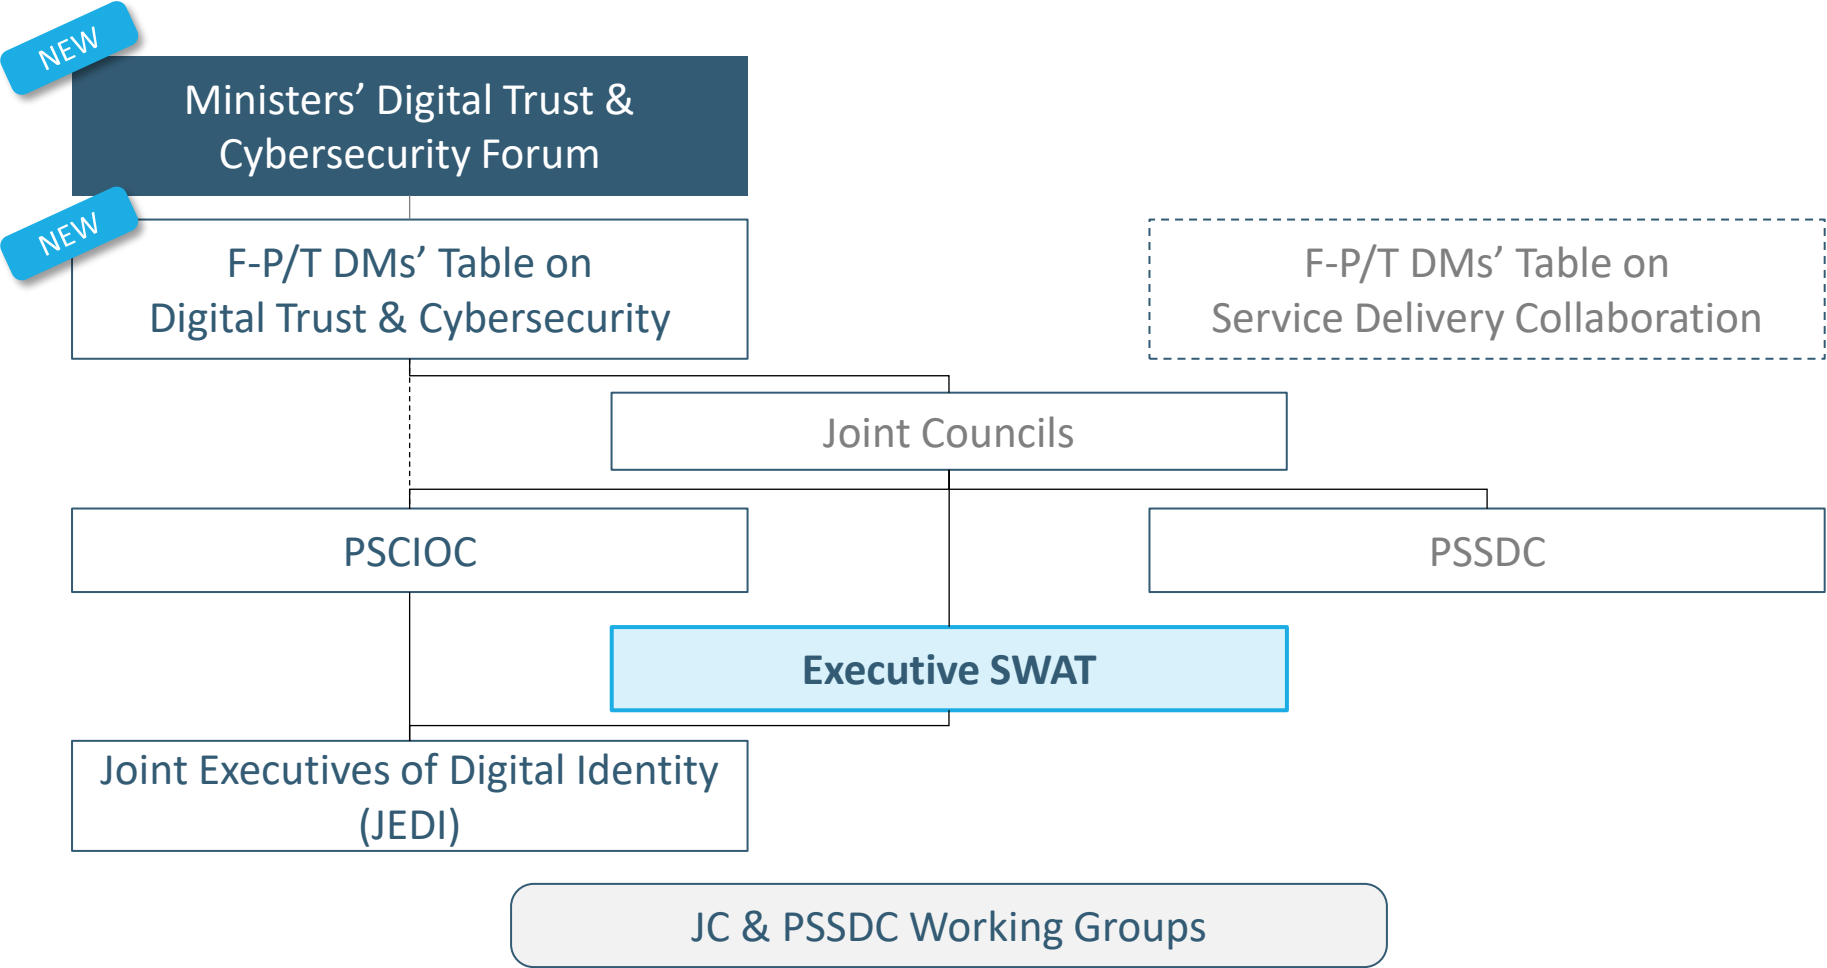 NEW
Ministers’ Digital Trust &
Cybersecurity Forum
NEW
F-P/T DMs’ Table on
Digital Trust & Cybersecurity
F-P/T DMs’ Table on
Service Delivery Collaboration
Joint Councils
PSCIOC
PSSDC
Executive SWAT
Joint Executives of Digital Identity
(JEDI)
JC & PSSDC Working Groups